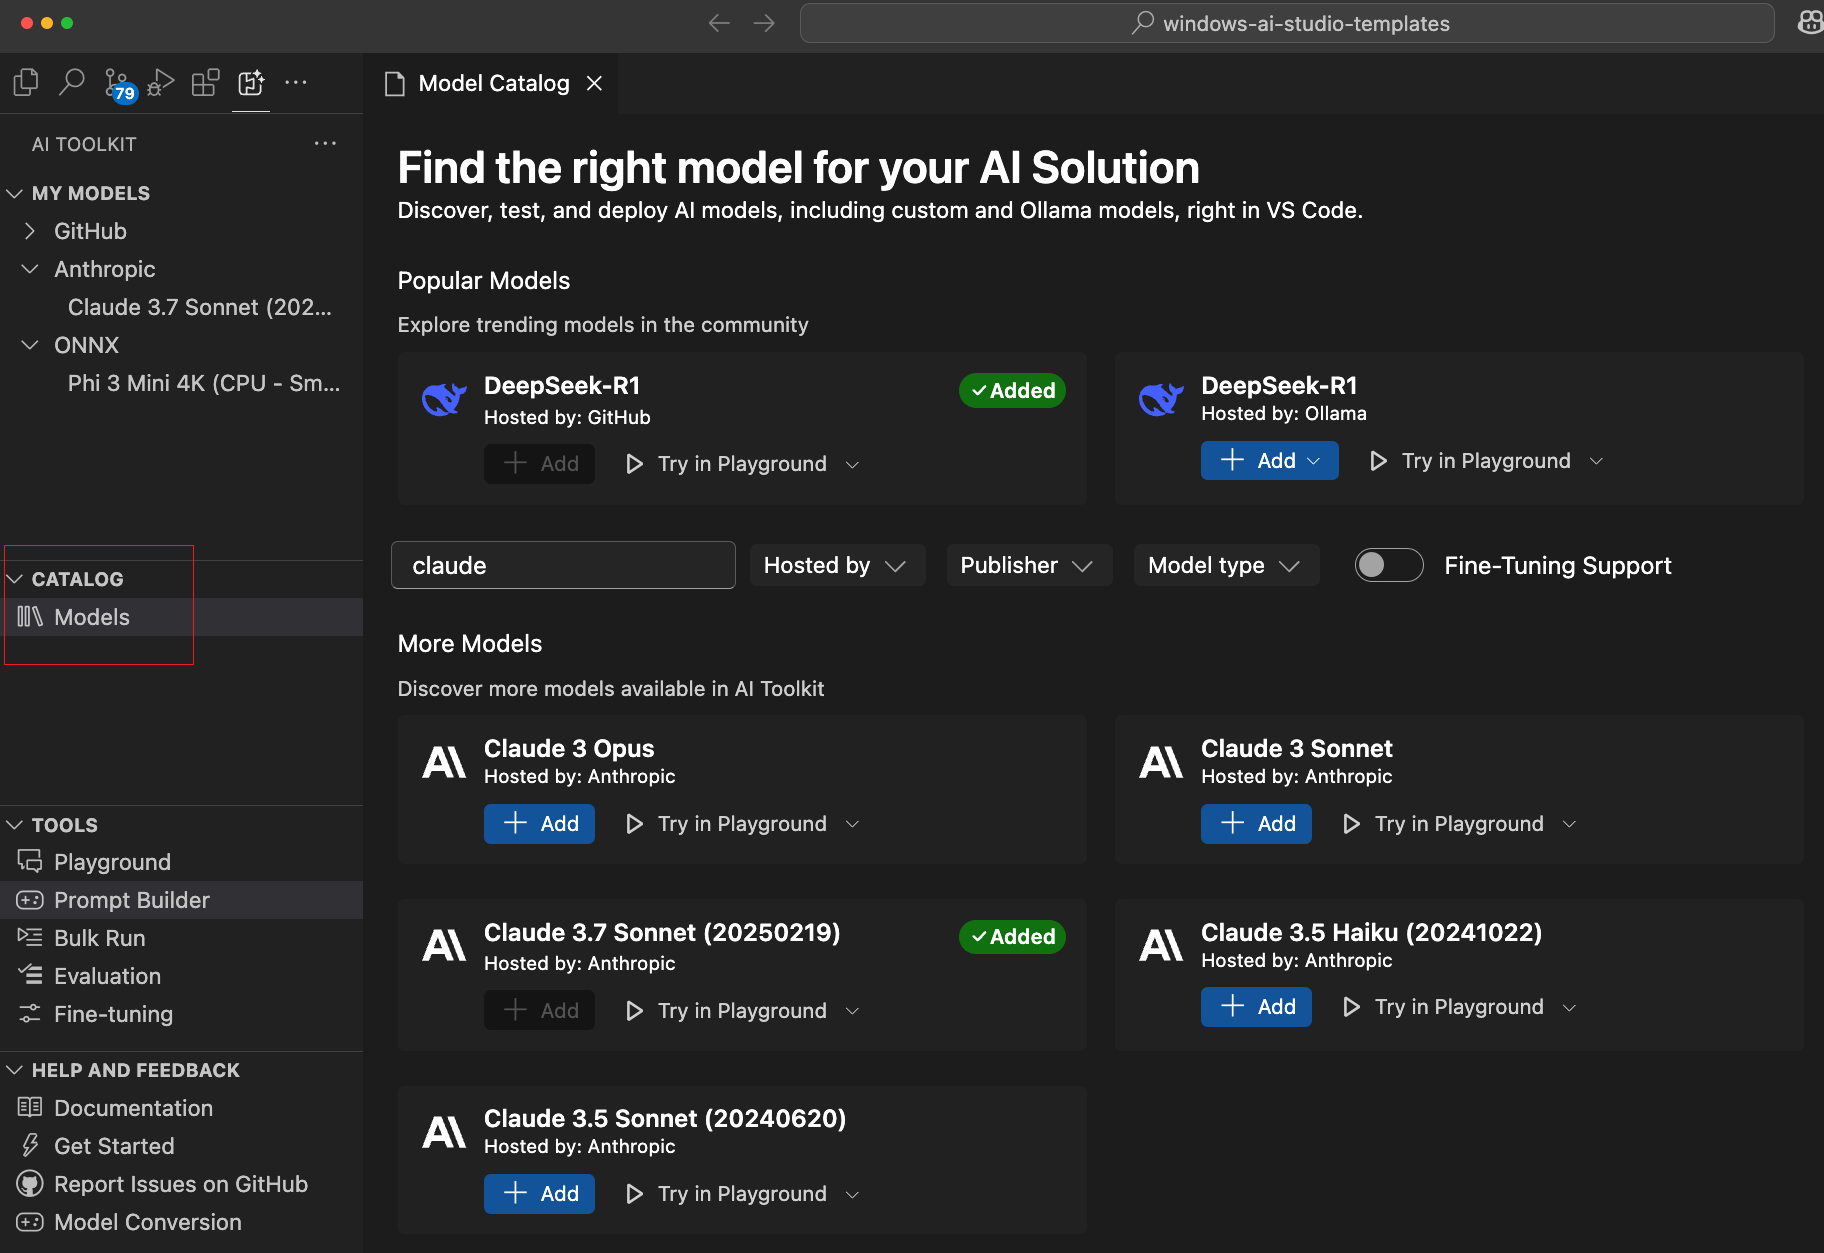 windows-ai-studio-templates
79
Model Catalog
AI TOOLKIT
MY MODELS
GitHub
Anthropic
Claude 3.7 Sonnet (202...
ONNX
Phi 3 Mini 4K (CPU - Sm...
CATALOG
Models
TOOLS
Playground
Prompt Builder
Bulk Run
Evaluation
Fine-tuning
HELP AND FEEDBACK
Documentation
Get Started
Report Issues on GitHub
Model Conversion
Find the right model for your AI Solution
Discover, test, and deploy AI models, including custom and Ollama models, right in VS Code.
Popular Models
Explore trending models in the community
DeepSeek-R1
Added
Hosted by: GitHub
Add
Try in Playground
DeepSeek-R1
Hosted by: Ollama
Add
Try in Playground
claude
Hosted by
Publisher
Model type
Fine-Tuning Support
More Models
Discover more models available in AI Toolkit
Claude 3 Opus
Hosted by: Anthropic
Add
Try in Playground
Claude 3 Sonnet
Hosted by: Anthropic
Add
Try in Playground
Claude 3.7 Sonnet (20250219)
Added
Hosted by: Anthropic
Add
Try in Playground
Claude 3.5 Haiku (20241022)
Hosted by: Anthropic
Add
Try in Playground
Claude 3.5 Sonnet (20240620)
Hosted by: Anthropic
Add
Try in Playground